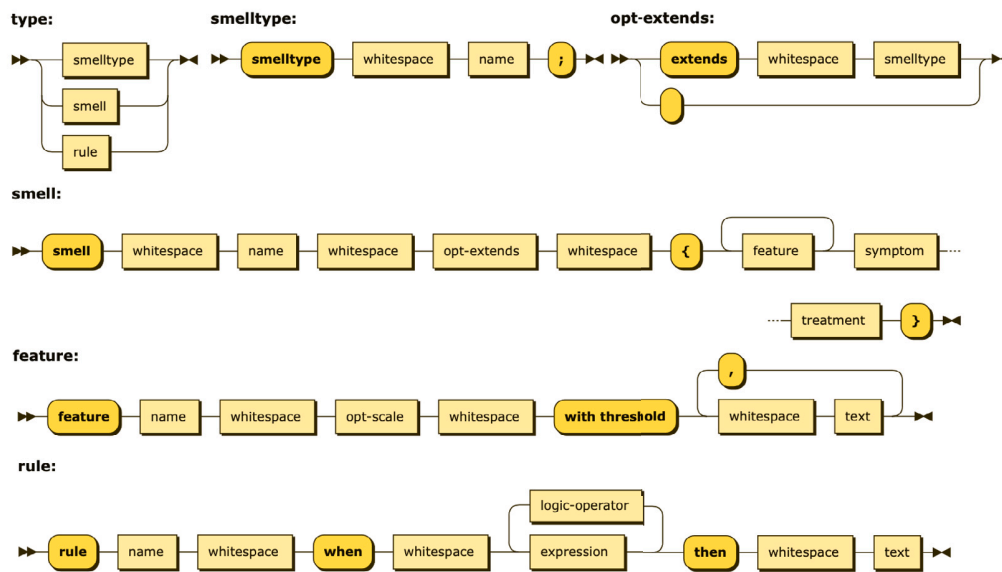 type: smelltype: opt-extends:
smelltype smelltype whitespace name ; extends whitespace smelltype
smell
rule
smell:
smell whitespace name whitespace opt-extends whitespace { feature symptom
treatment }
feature:
,
feature name whitespace opt-scale whitespace with threshold whitespace text
rule:
logic-operator
rule name whitespace when whitespace expression then whitespace text